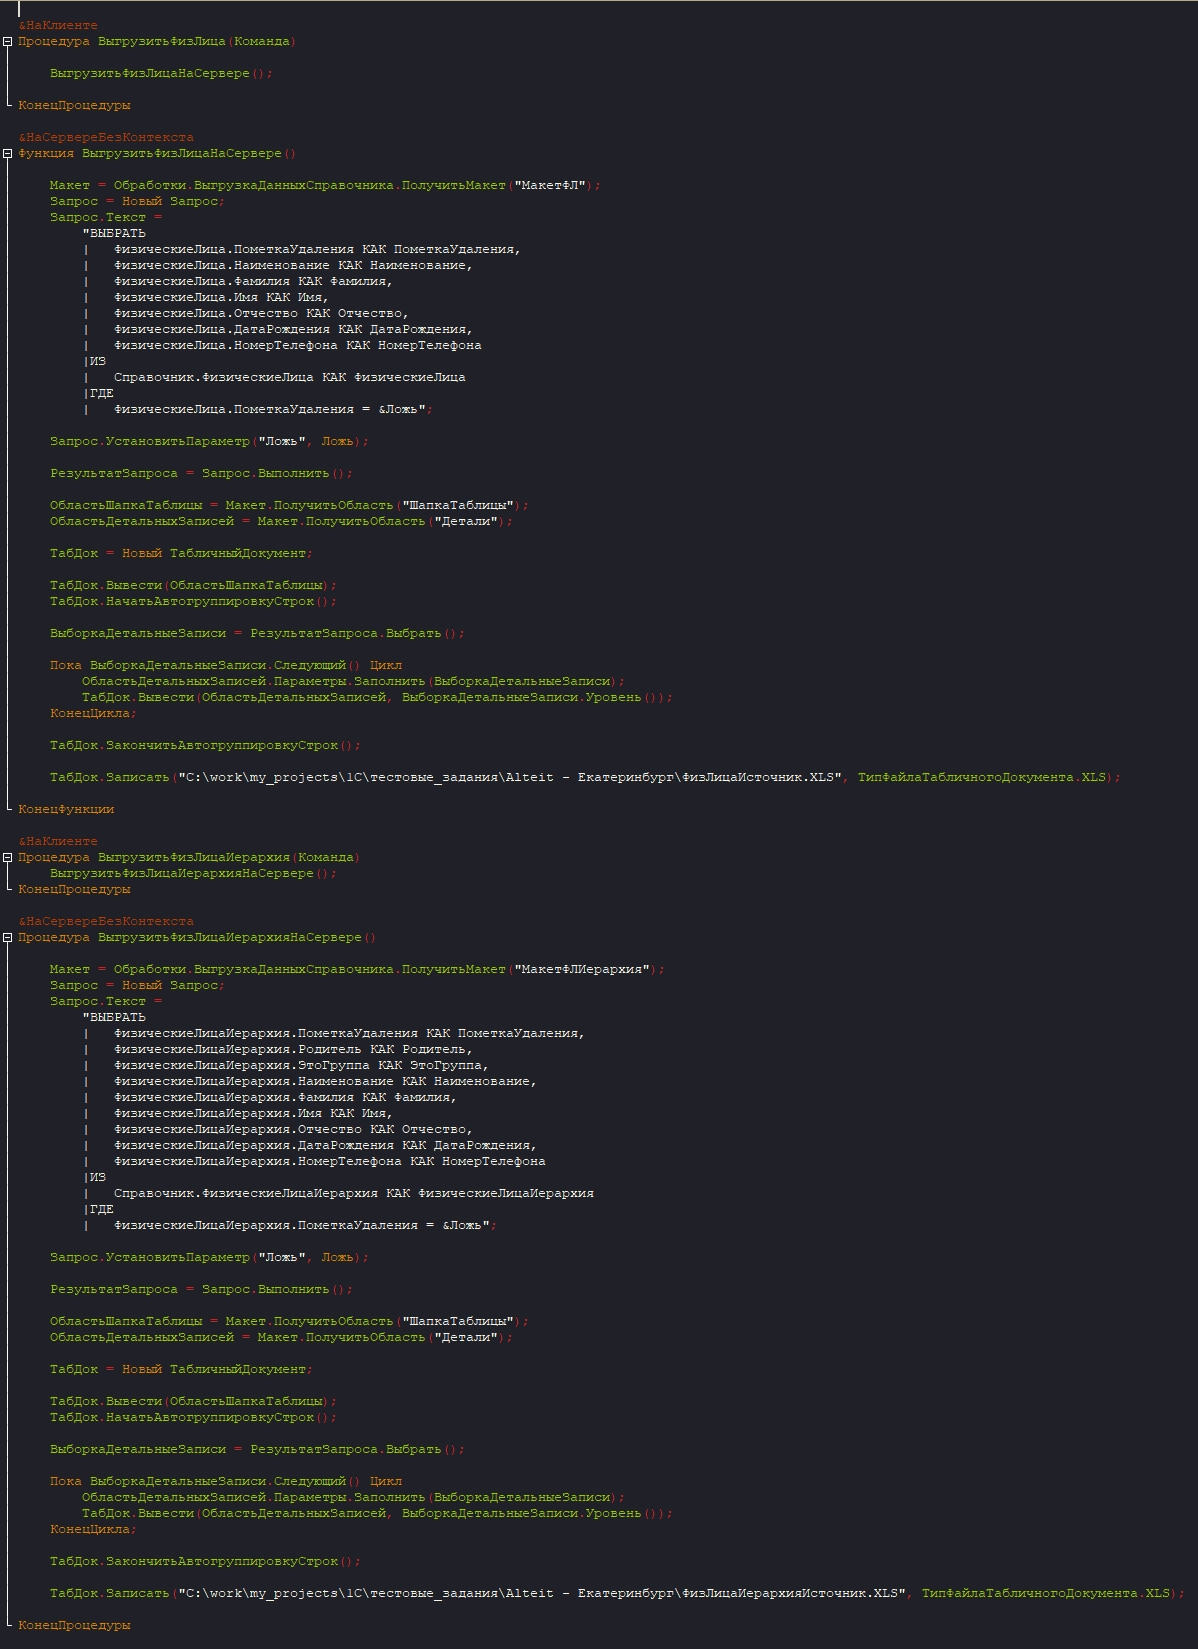 &НаКлиенте
Процедура ВыгрузитьФизЛица(Команда)
ВыгрузитьФизЛицаНаСервере();
КонецПроцедуры
&НаСервереБезКонтекста
Функция ВыгрузитьФизЛицаНаСервере()
Макет = Обработки.ВыгрузкаДанныхСправочника.ПолучитьМакет("МакетФЛ");
Запрос = Новый Запрос;
Запрос.Текст =
"ВЫБРАТЬ
| ФизическиеЛица.ПометкаУдаления КАК ПометкаУдаления,
| ФизическиеЛица.Наименование КАК Наименование,
| ФизическиеЛица.Фамилия КАК Фамилия,
| ФизическиеЛица.Имя КАК Имя,
| ФизическиеЛица.Отчество КАК Отчество,
| ФизическиеЛица.ДатаРождения КАК ДатаРождения,
| ФизическиеЛица.НомерТелефона КАК НомерТелефона
|ИЗ
| Справочник.ФизическиеЛица КАК ФизическиеЛица
|ГДЕ
| ФизическиеЛица.ПометкаУдаления = &Ложь";
Запрос.УстановитьПараметр("Ложь", Ложь);
РезультатЗапроса = Запрос.Выполнить();
ОбластьШапкаТаблицы = Макет.ПолучитьОбласть("ШапкаТаблицы");
ОбластьДетальныхЗаписей = Макет.ПолучитьОбласть("Детали");
ТабДок = Новый ТабличныйДокумент;
ТабДок.Вывести(ОбластьШапкаТаблицы);
ТабДок.НачатьАвтогруппировкуСтрок();
ВыборкаДетальныеЗаписи = РезультатЗапроса.Выбрать();
Пока ВыборкаДетальныеЗаписи.Следующий() Цикл
ОбластьДетальныхЗаписей.Параметры.Заполнить(ВыборкаДетальныеЗаписи);
ТабДок.Вывести(ОбластьДетальныхЗаписей, ВыборкаДетальныеЗаписи.Уровень());
КонецЦикла;
ТабДок.ЗакончитьАвтогруппировкуСтрок();
ТабДок.Записать("C:\work\my_projects\1C\тестовые_задания\Alteit - Екатеринбург\ФизЛицаИсточник.XLS", ТипФайлаТабличногоДокумента.XLS);
КонецФункции
&НаКлиенте
Процедура ВыгрузитьФизЛицаИерархия(Команда)
ВыгрузитьФизЛицаИерархияНаСервере();
КонецПроцедуры
&НаСервереБезКонтекста
Процедура ВыгрузитьФизЛицаИерархияНаСервере()
Макет = Обработки.ВыгрузкаДанныхСправочника.ПолучитьМакет("МакетФЛИерархия");
Запрос = Новый Запрос;
Запрос.Текст =
"ВЫБРАТЬ
| ФизическиеЛицаИерархия.ПометкаУдаления КАК ПометкаУдаления,
| ФизическиеЛицаИерархия.Родитель КАК Родитель,
| ФизическиеЛицаИерархия.ЭтоГруппа КАК ЭтоГруппа,
| ФизическиеЛицаИерархия.Наименование КАК Наименование,
| ФизическиеЛицаИерархия.Фамилия КАК Фамилия,
| ФизическиеЛицаИерархия.Имя КАК Имя,
| ФизическиеЛицаИерархия.Отчество КАК Отчество,
| ФизическиеЛицаИерархия.ДатаРождения КАК ДатаРождения,
| ФизическиеЛицаИерархия.НомерТелефона КАК НомерТелефона
|ИЗ
| Справочник.ФизическиеЛицаИерархия КАК ФизическиеЛицаИерархия
|ГДЕ
| ФизическиеЛицаИерархия.ПометкаУдаления = &Ложь";
Запрос.УстановитьПараметр("Ложь", Ложь);
РезультатЗапроса = Запрос.Выполнить();
ОбластьШапкаТаблицы = Макет.ПолучитьОбласть("ШапкаТаблицы");
ОбластьДетальныхЗаписей = Макет.ПолучитьОбласть("Детали");
ТабДок = Новый ТабличныйДокумент;
ТабДок.Вывести(ОбластьШапкаТаблицы);
ТабДок.НачатьАвтогруппировкуСтрок();
ВыборкаДетальныеЗаписи = РезультатЗапроса.Выбрать();
Пока ВыборкаДетальныеЗаписи.Следующий() Цикл
ОбластьДетальныхЗаписей.Параметры.Заполнить(ВыборкаДетальныеЗаписи);
ТабДок.Вывести(ОбластьДетальныхЗаписей, ВыборкаДетальныеЗаписи.Уровень());
КонецЦикла;
ТабДок.ЗакончитьАвтогруппировкуСтрок();
ТабДок.Записать("C:\work\my_projects\1C\тестовые_задания\Alteit - Екатеринбург\ФизЛицаИерархияИсточник.XLS", ТипФайлаТабличногоДокумента.XLS);
КонецПроцедуры